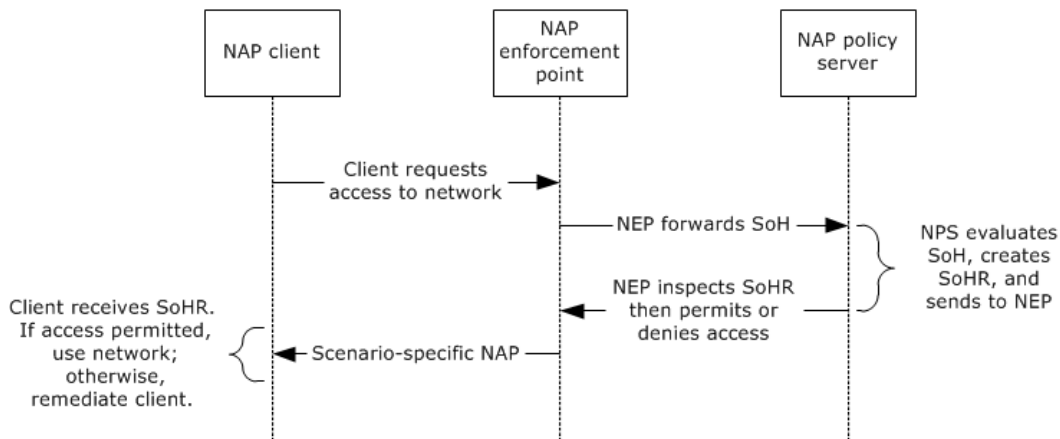 NAP client
NAP
enforcement
point
NAP policy
server
Client requests
access to network
NEP forwards SoH
NPS evaluates
SoH, creates
SoHR, and
sends to NEP
NEP inspects SoHR
then permits or
denies access
Client receives SoHR.
If access permitted,
use network;
otherwise,
remediate client.
Scenario-specific NAP